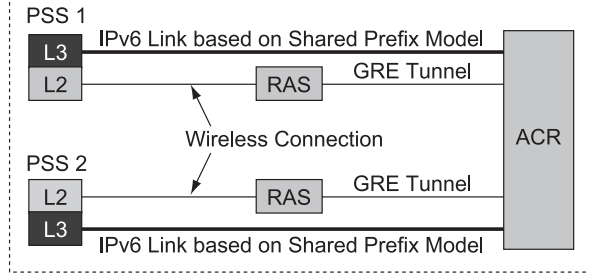 PSS 1
IPv6 Link based on Shared Prefix Model
L3
GRE Tunnel
L2
RAS
Wireless Connection
ACR
PSS 2
GRE Tunnel
L2
RAS
L3
IPv6 Link based on Shared Prefix Model